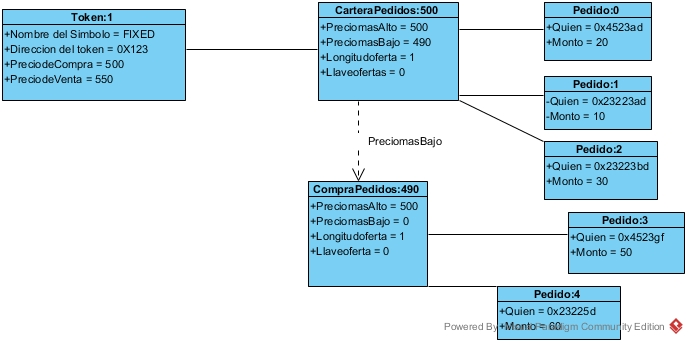 Token:1
+Nombre del Simbolo = FIXED
+Direccion del token = 0X123
+PreciodeCompra = 500
+PreciodeVenta = 550
CarteraPedidos:500
+PreciomasAlto = 500
+PreciomasBajo = 490
+Longitudoferta = 1
+Llaveofertas = 0
Pedido:0
+Quien = 0x4523ad
+Monto = 20
Pedido:1
-Quien = 0x23223ad
-Monto = 10
Pedido:2
+Quien = 0x23223bd
+Monto = 30
PreciomasBajo
CompraPedidos:490
+PreciomasAlto = 500
+PreciomasBajo = 0
+Longitudoferta = 1
+Llaveoferta = 0
Pedido:3
+Quien = 0x4523gf
+Monto = 50
Pedido:4
+Quien = 0x23225d
+Monto = 60
Powered By Visual Paradigm Community Edition